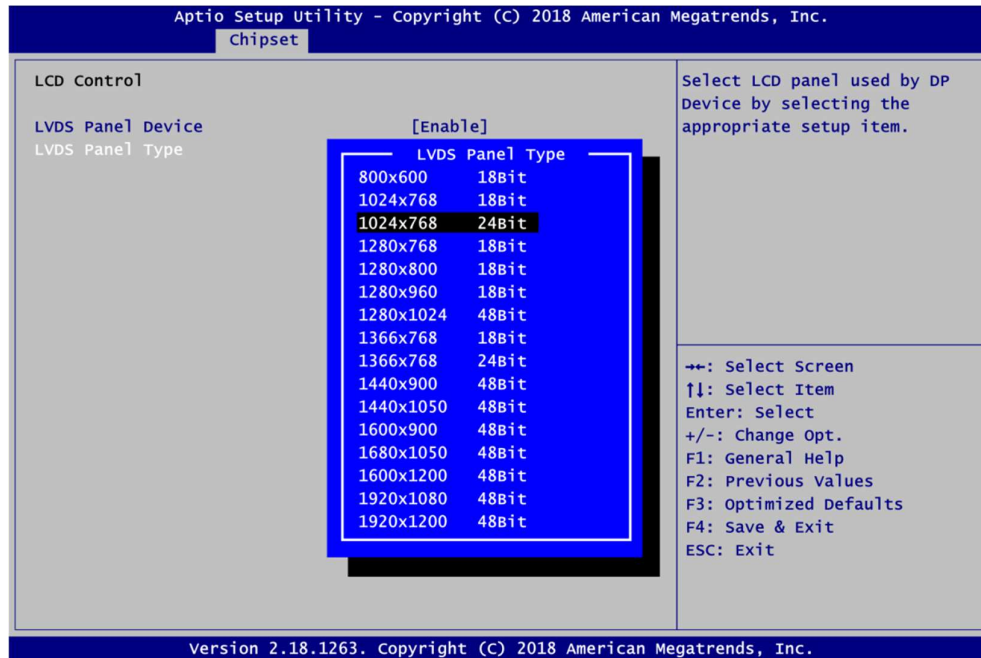 Aptio Setup Utility - Copyright (C) 2018 American Megatrends, Inc.
Chipset
LCD Control
LVDS Panel Device [Enable]
LVDS Panel Type
LVDS Panel Type
800x600 18Bit
1024x768 18Bit
1024x768 24Bit
1280x768 18Bit
1280x800 18Bit
1280x960 18Bit
1280x1024 48Bit
1366x768 18Bit
1366x768 24Bit
1440x900 48Bit
1440x1050 48Bit
1600x900 48Bit
1680x1050 48Bit
1600x1200 48Bit
1920x1080 48Bit
1920x1200 48Bit
Select LCD panel used by DP
Device by selecting the
appropriate setup item.
→←: Select Screen
↑↓: Select Item
Enter: Select
+/-: Change Opt.
F1: General Help
F2: Previous Values
F3: Optimized Defaults
F4: Save & Exit
ESC: Exit
Version 2.18.1263. Copyright (C) 2018 American Megatrends, Inc.